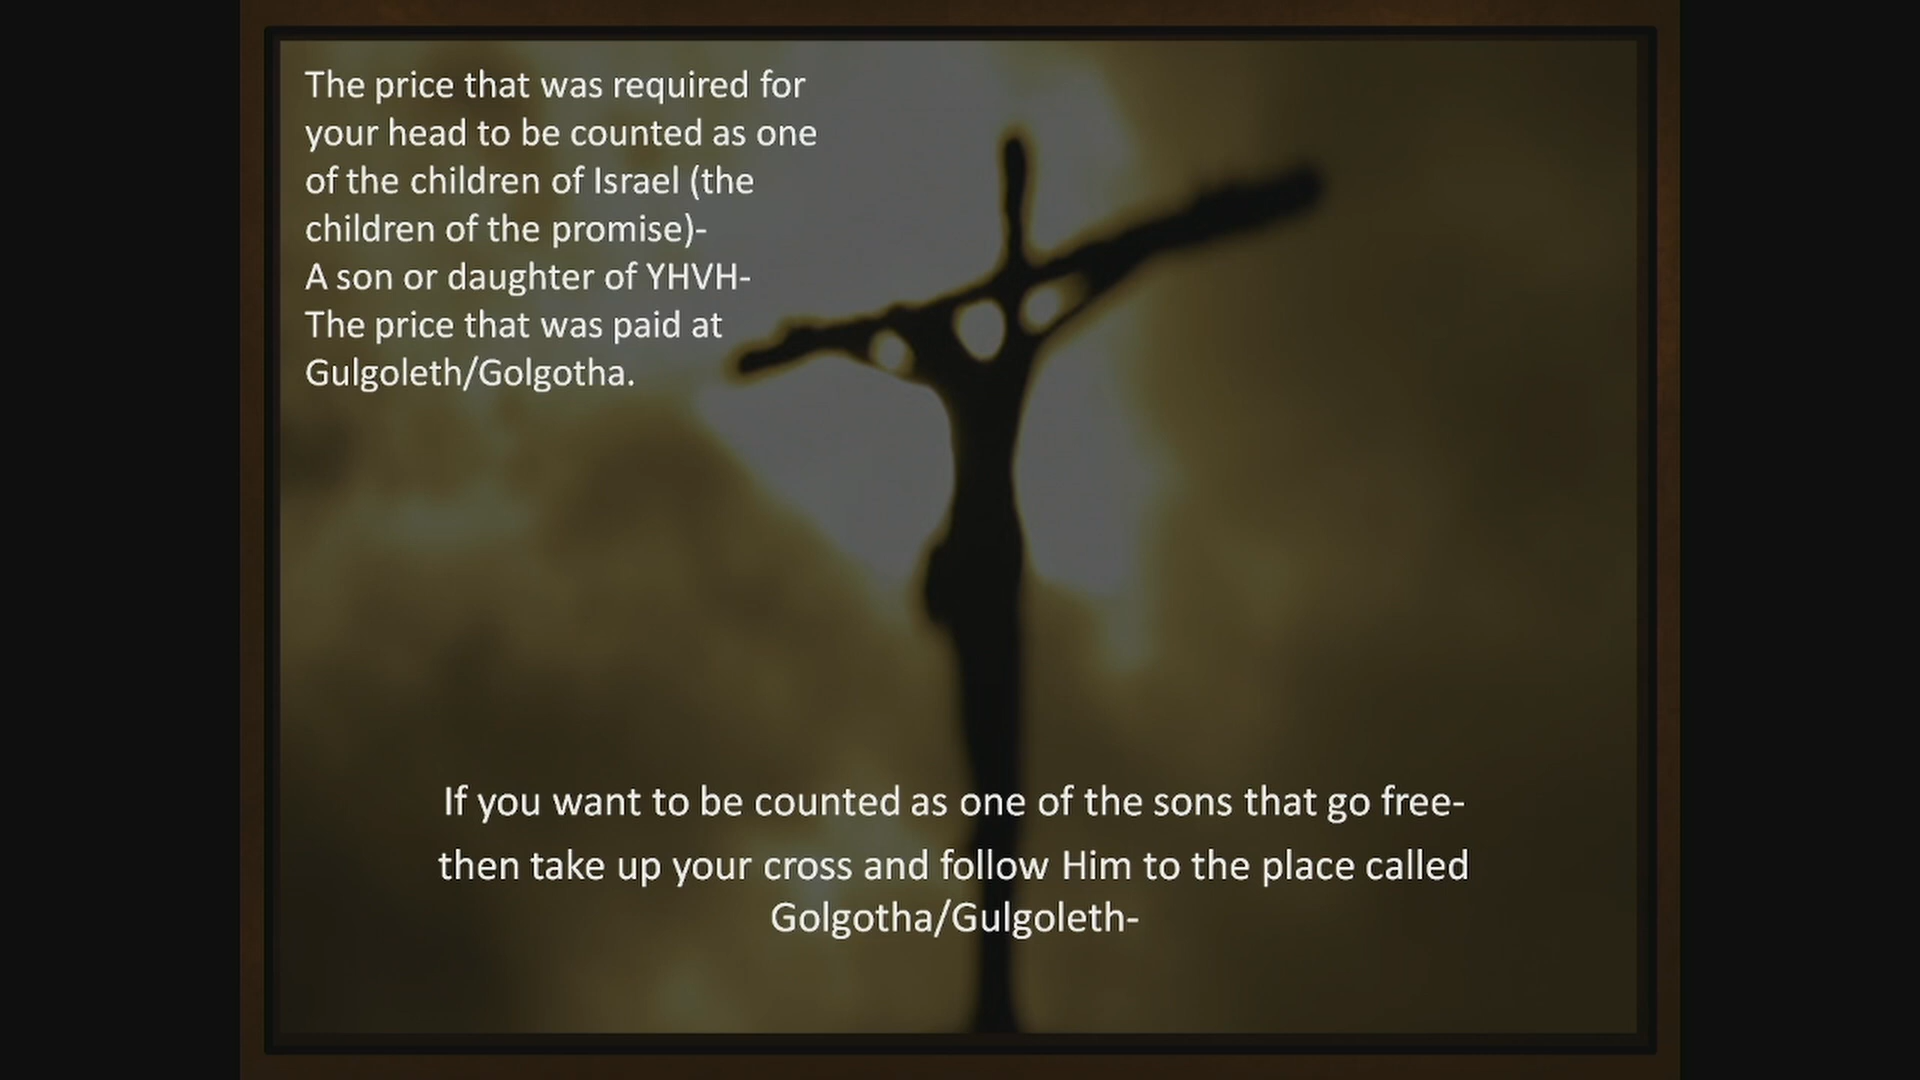 The price that was required for
your head to be counted as one
of the children of Israel (the
children of the promise)-
A son or daughter of YHVH-
The price that was paid at
Gulgoleth/Golgotha.
If you want to be counted as one of the sons that go free-
then take up your cross and follow Him to the place called
Golgotha/Gulgoleth-